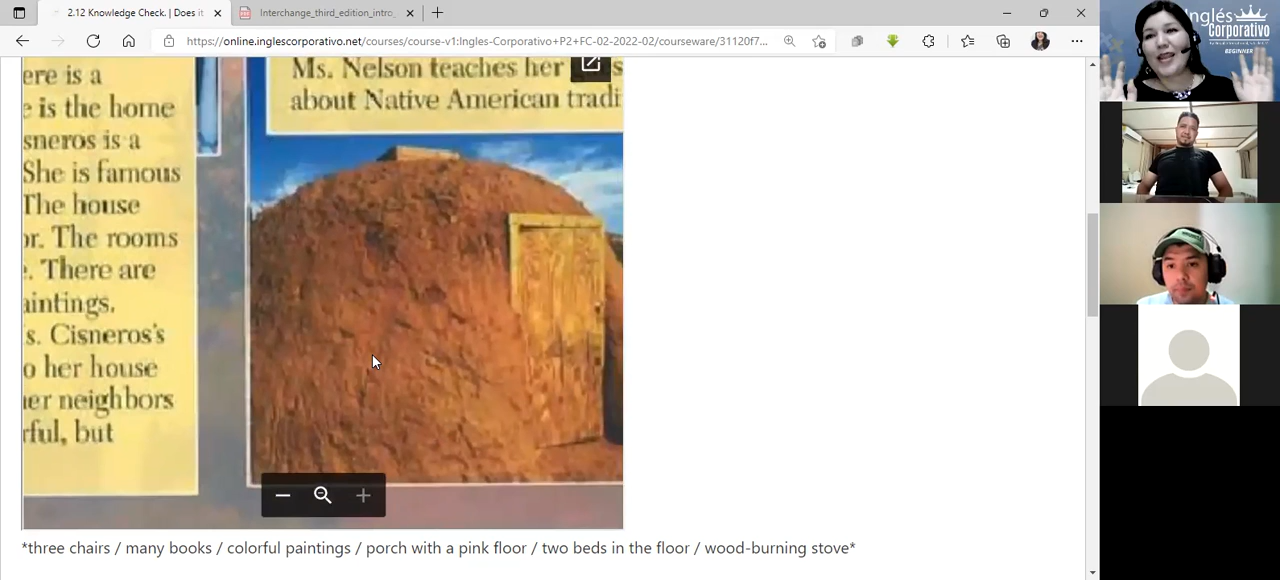 2.12 Knowledge Check. | Does it
Interchange_third_edition_intro_
https://online.inglescorporativo.net/courses/course-v1:Ingles-Corporativo+P2+FC-02-2022-02/courseware/31120f7...
ere is a
e is the home
sneros is a
She is famous
The house
or. The rooms
e. There are
aintings.
s. Cisneros's
o her house
her neighbors
rful, but
Ms. Nelson teaches her
about Native American tradi
*three chairs / many books / colorful paintings / porch with a pink floor / two beds in the floor / wood-burning stove*
Inglés
Corporativo
BEGINNER